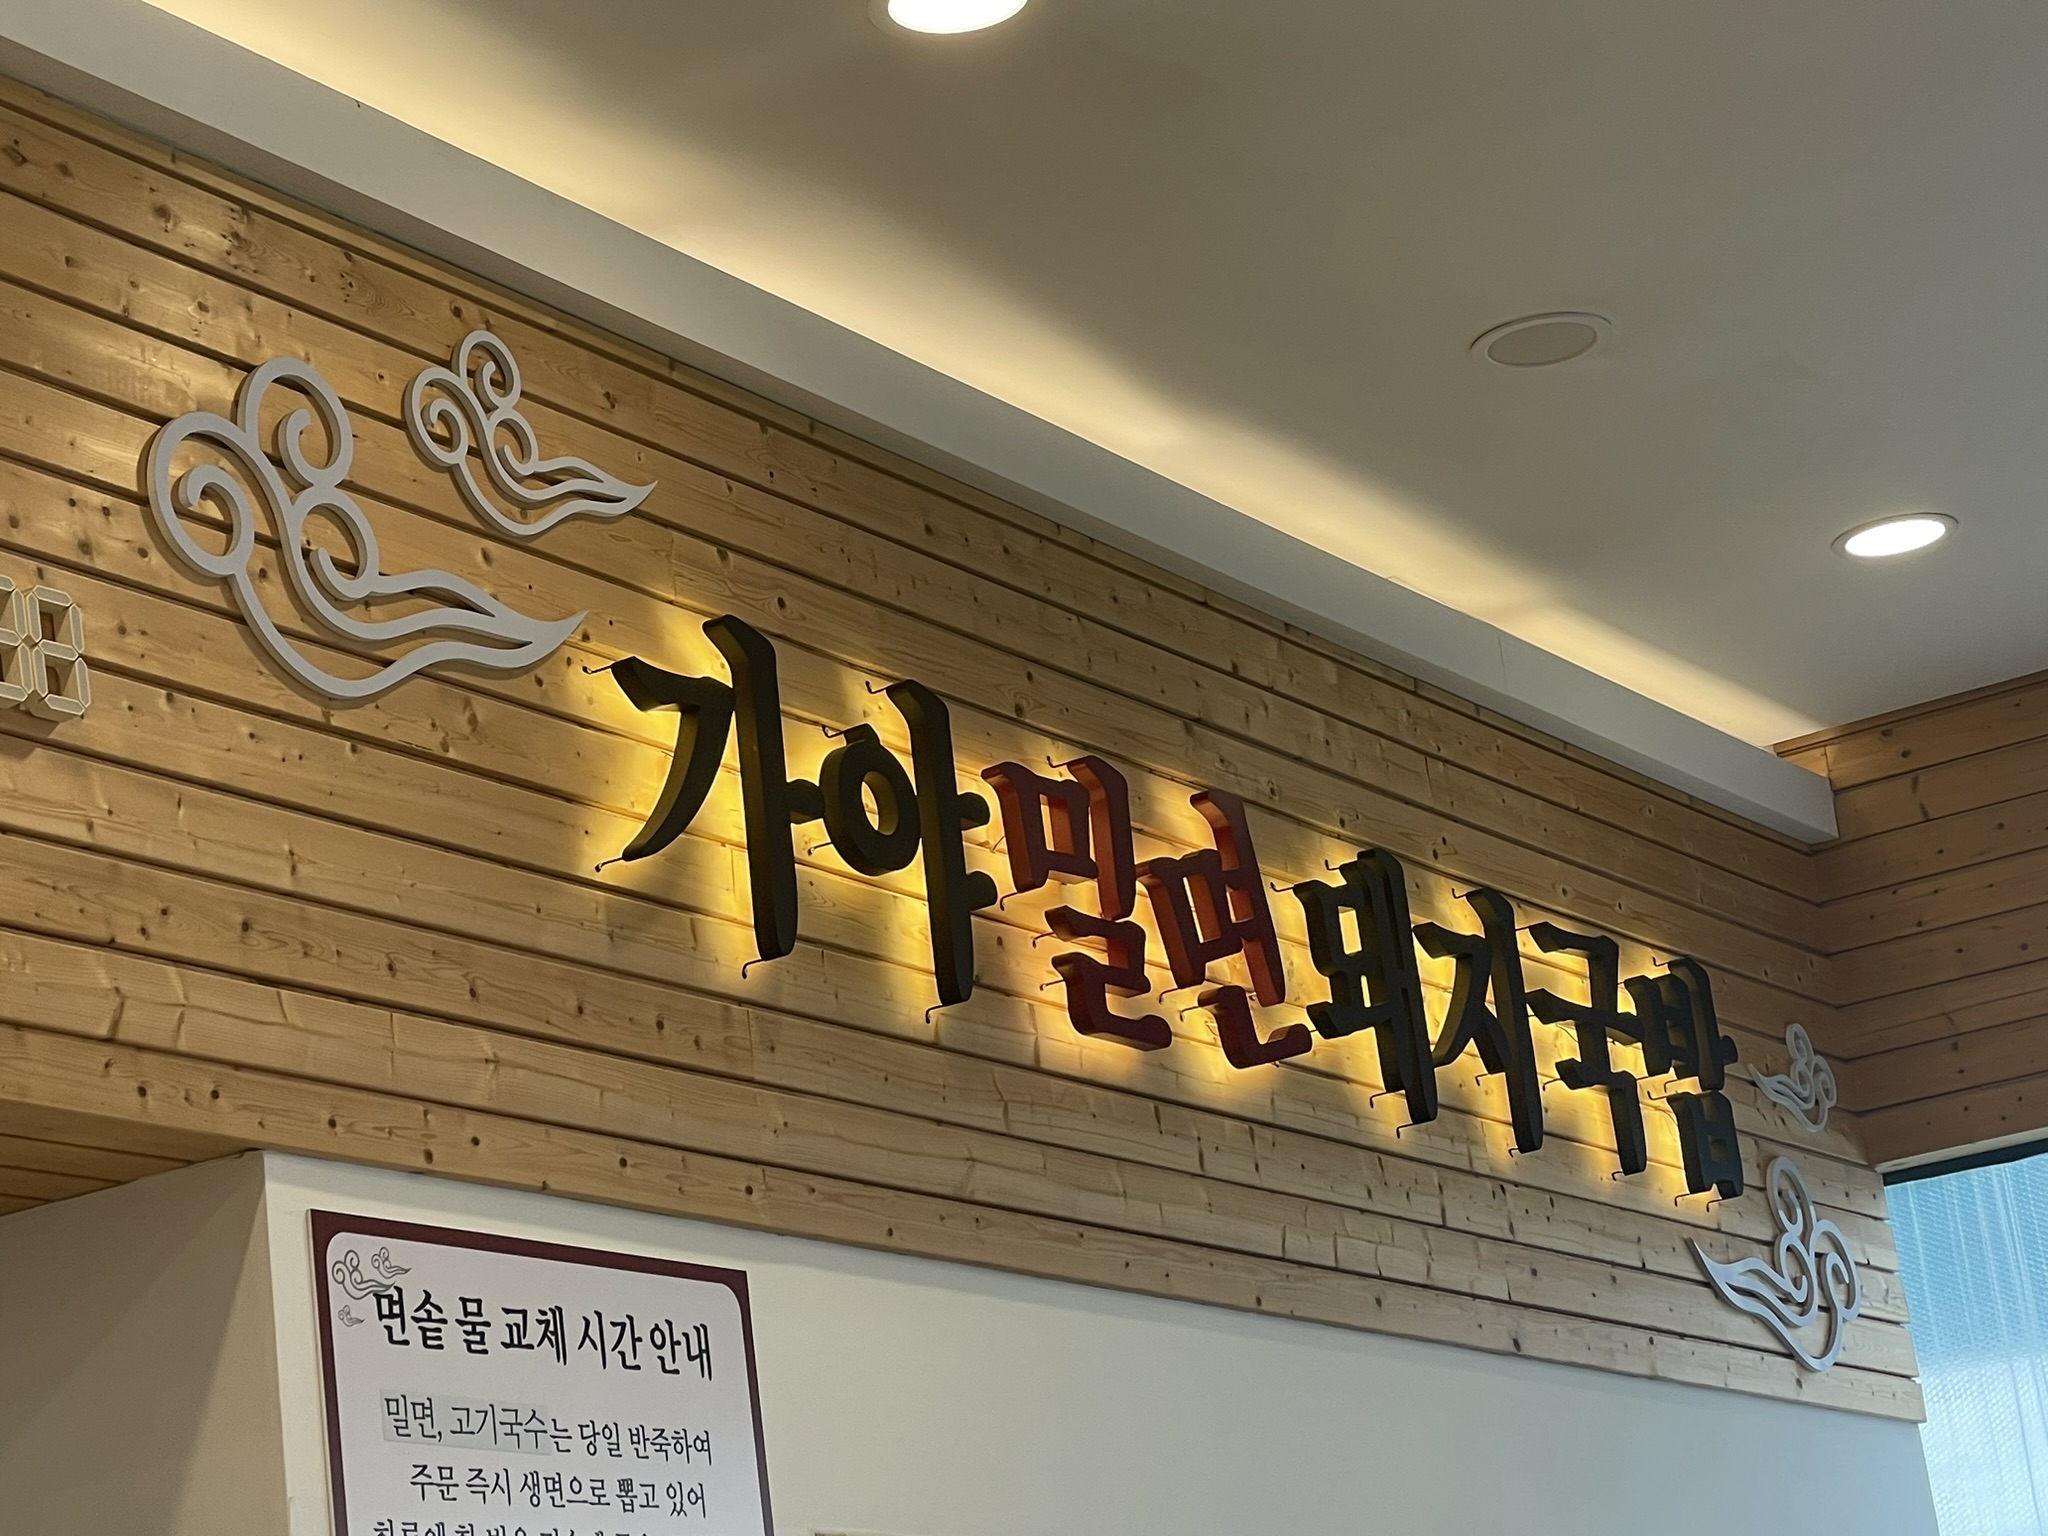 가야밀면돼지국밥
면솥 물 교체 시간 안내
밀면, 고기국수는 당일 반죽하여
주문 즉시 생면으로 뽑고 있어